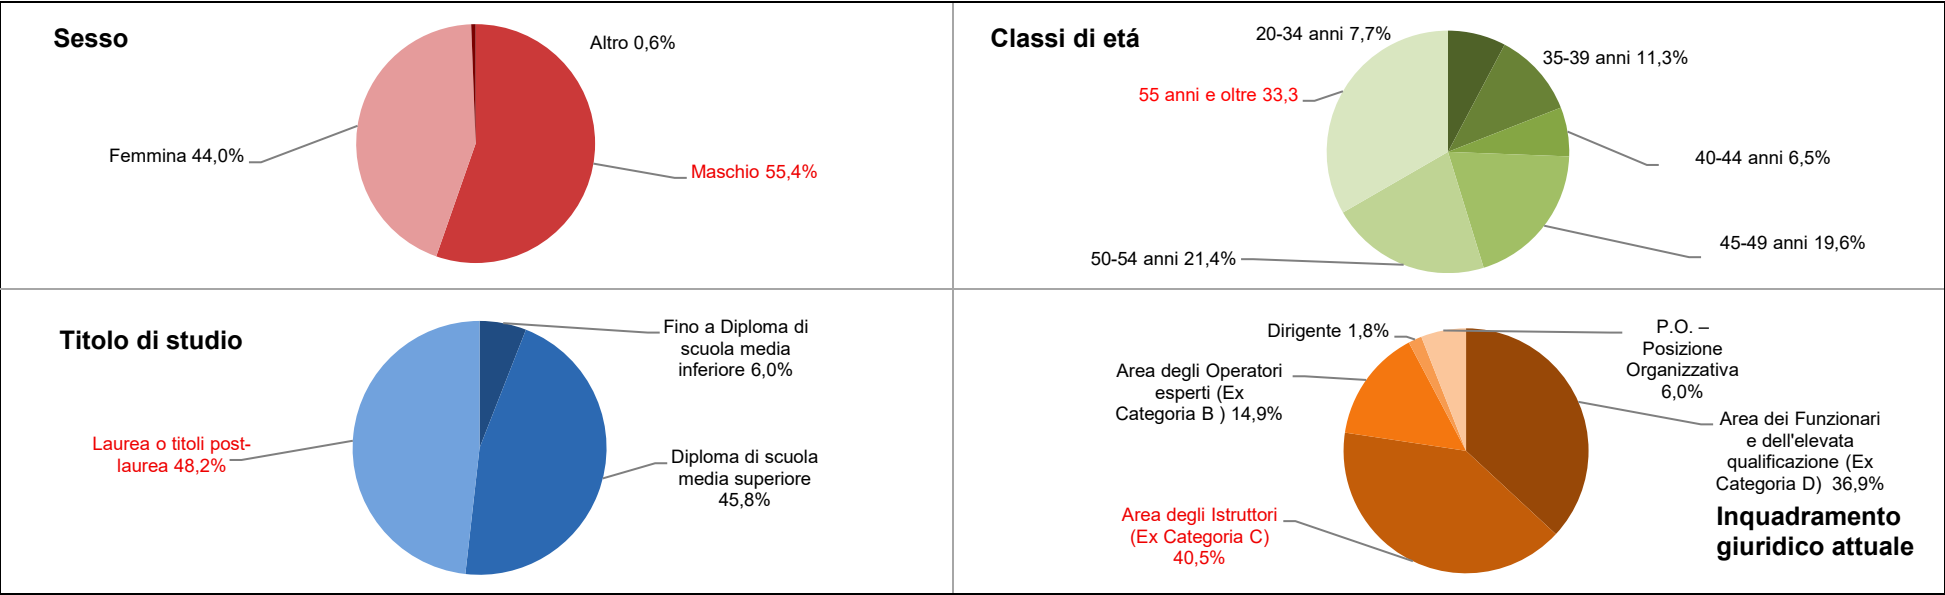 Sesso
Altro 0,6%
Femmina 44,0%
Maschio 55,4%
Classi di etá
20-34 anni 7,7%
35-39 anni 11,3%
55 anni e oltre 33,3
40-44 anni 6,5%
45-49 anni 19,6%
50-54 anni 21,4%
Titolo di studio
Fino a Diploma di
scuola media
inferiore 6,0%
Laurea o titoli post-
laurea 48,2%
Diploma di scuola
media superiore
45,8%
Dirigente 1,8%
P.O. –
Posizione
Organizzativa
6,0%
Area degli Operatori
esperti (Ex
Categoria B ) 14,9%
Area dei Funzionari
e dell'elevata
qualificazione (Ex
Categoria D)  36,9%
Area degli Istruttori
(Ex Categoria C)
40,5%
Inquadramento
giuridico attuale